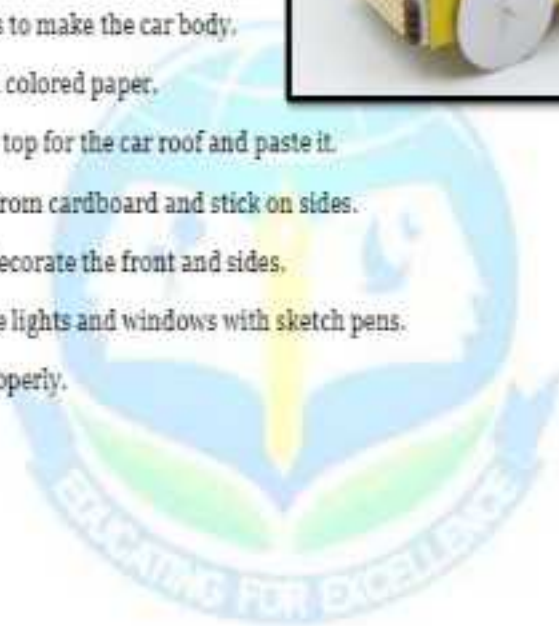 s to make the car body.
colored paper.
top for the car roof and paste it.
rom cardboard and stick on sides.
ecorate the front and sides.
e lights and windows with sketch pens.
operly.
EDUCATING FOR EXCELLENCE